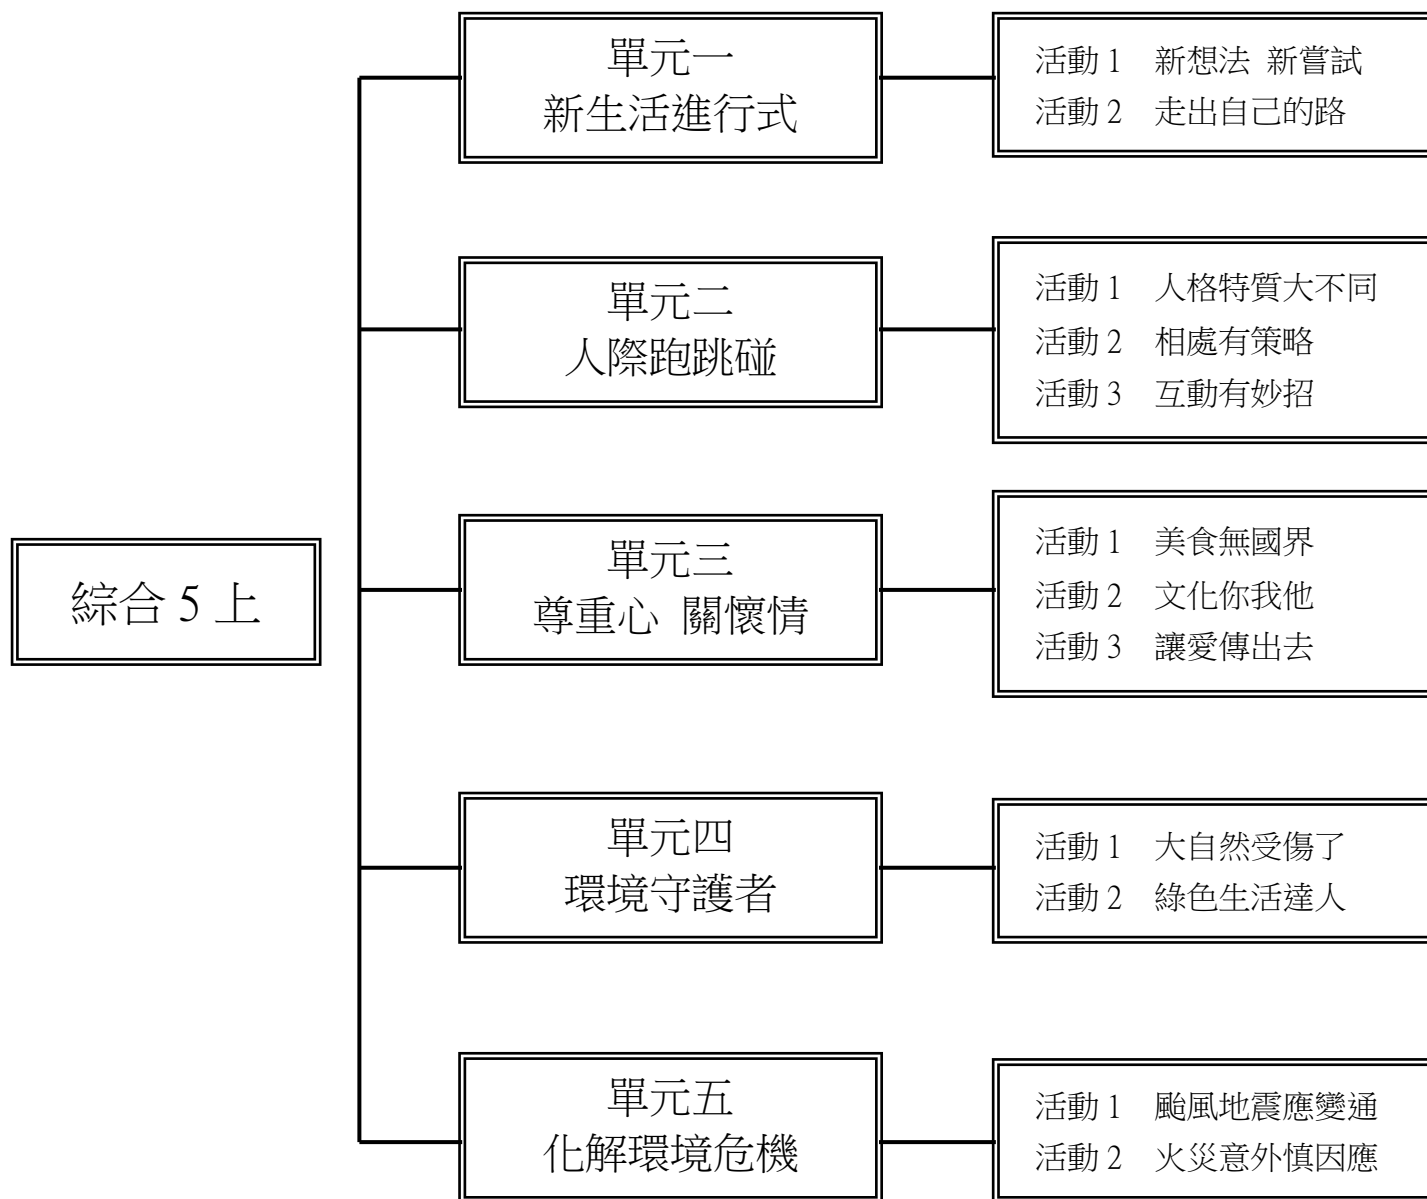 綜合 5 上
單元一
新生活進行式
活動 1 新想法 新嘗試
活動 2 走出自己的路
單元二
人際跑跳碰
活動 1 人格特質大不同
活動 2 相處有策略
活動 3 互動有妙招
單元三
尊重心 關懷情
活動 1 美食無國界
活動 2 文化你我他
活動 3 讓愛傳出去
單元四
環境守護者
活動 1 大自然受傷了
活動 2 綠色生活達人
單元五
化解環境危機
活動 1 颱風地震應變通
活動 2 火災意外慎因應